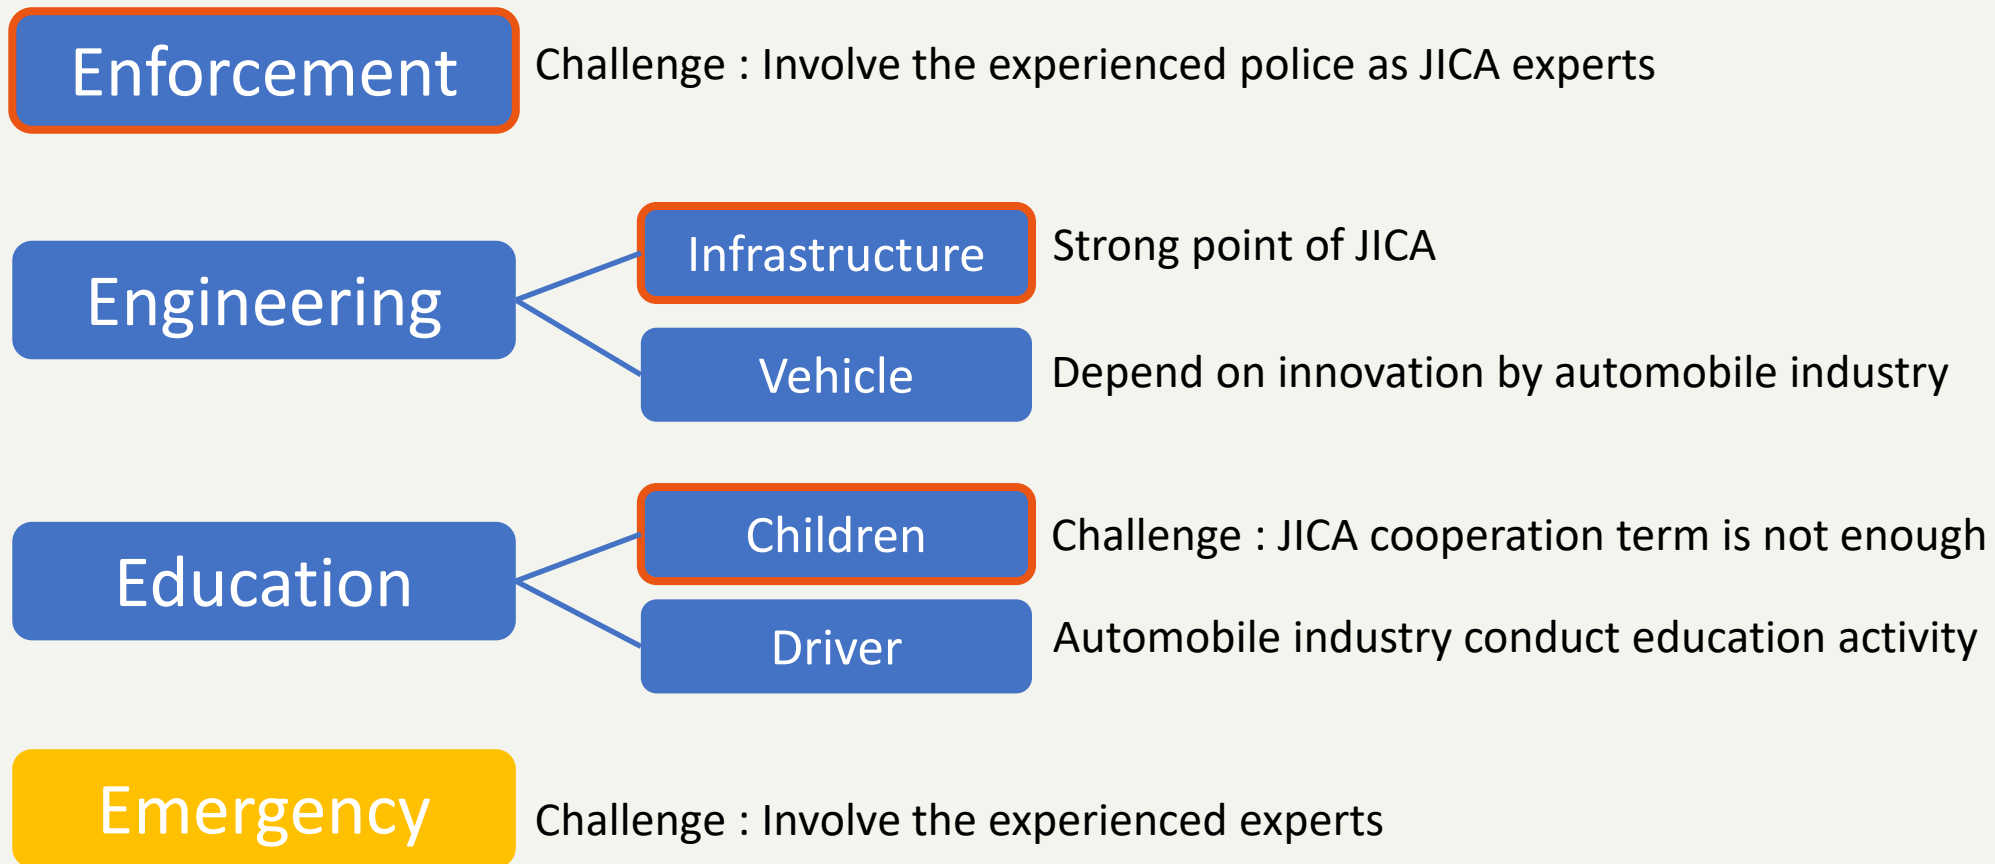 Enforcement
Challenge : Involve the experienced police as JICA experts
Engineering
Infrastructure
Strong point of JICA
Vehicle
Depend on innovation by automobile industry
Education
Children
Challenge : JICA cooperation term is not enough
Driver
Automobile industry conduct education activity
Emergency
Challenge : Involve the experienced experts